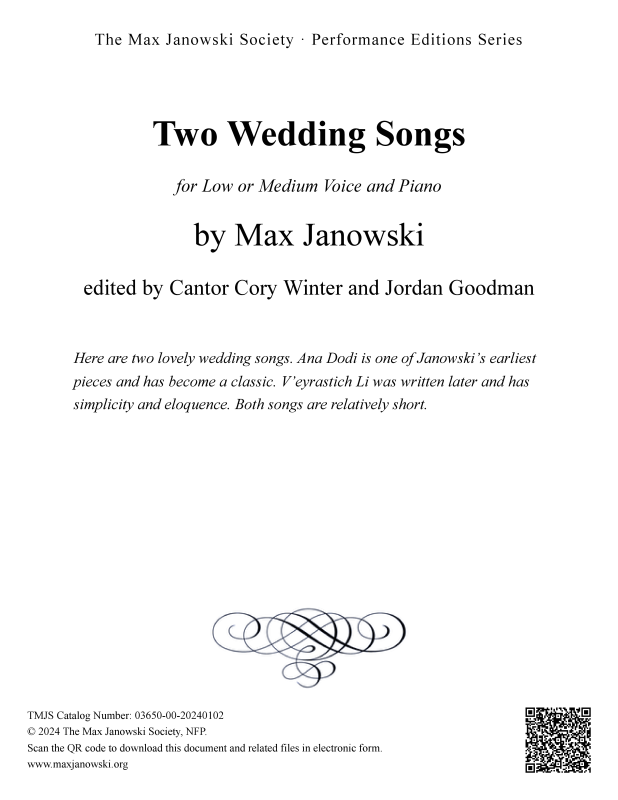 The Max Janowski Society · Performance Editions Series
Two Wedding Songs
for Low or Medium Voice and Piano
by Max Janowski
edited by Cantor Cory Winter and Jordan Goodman
Here are two lovely wedding songs. Ana Dodi is one of Janowski’s earliest
pieces and has become a classic. V’eyrastich Li was written later and has
simplicity and eloquence. Both songs are relatively short.
TMJS Catalog Number: 03650-00-20240102
© 2024 The Max Janowski Society, NFP.
Scan the QR code to download this document and related files in electronic form.
www.maxjanowski.org